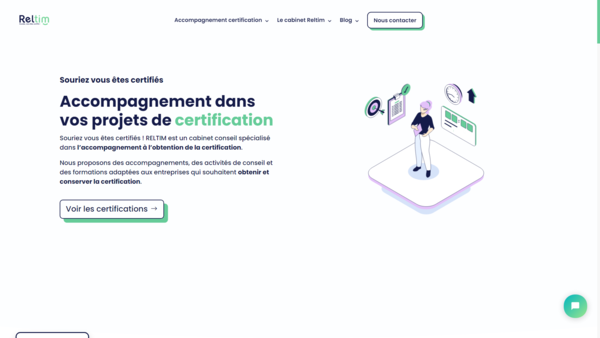 Reltim
Accompagnement certification
Le cabinet Reltim
Blog
Nous contacter
Souriez vous êtes certifiés
Accompagnement dans
vos projets de certification
Souriez vous êtes certifiés ! RELTIM est un cabinet conseil spécialisé
dans l'accompagnement à l'obtention de la certification.
Nous proposons des accompagnements, des activités de conseil et
des formations adaptées aux entreprises qui souhaitent obtenir et
conserver la certification.
Voir les certifications →